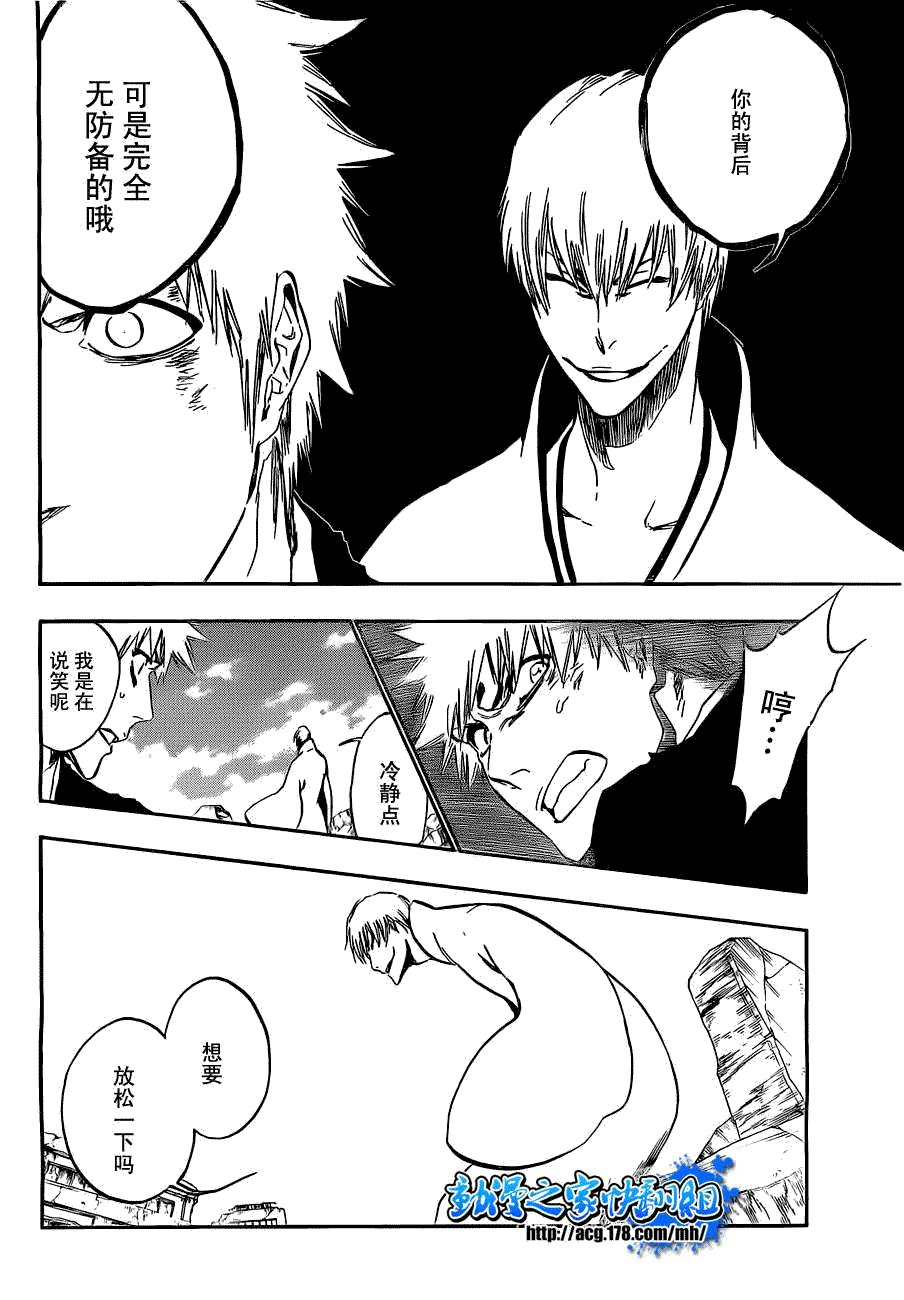 你的背后
可是完全
无防备的哦
哼…
冷静点
我是在
说笑呢
想要
放松一下吗
動漫之家快翻組
http://acg.178.com/mh/